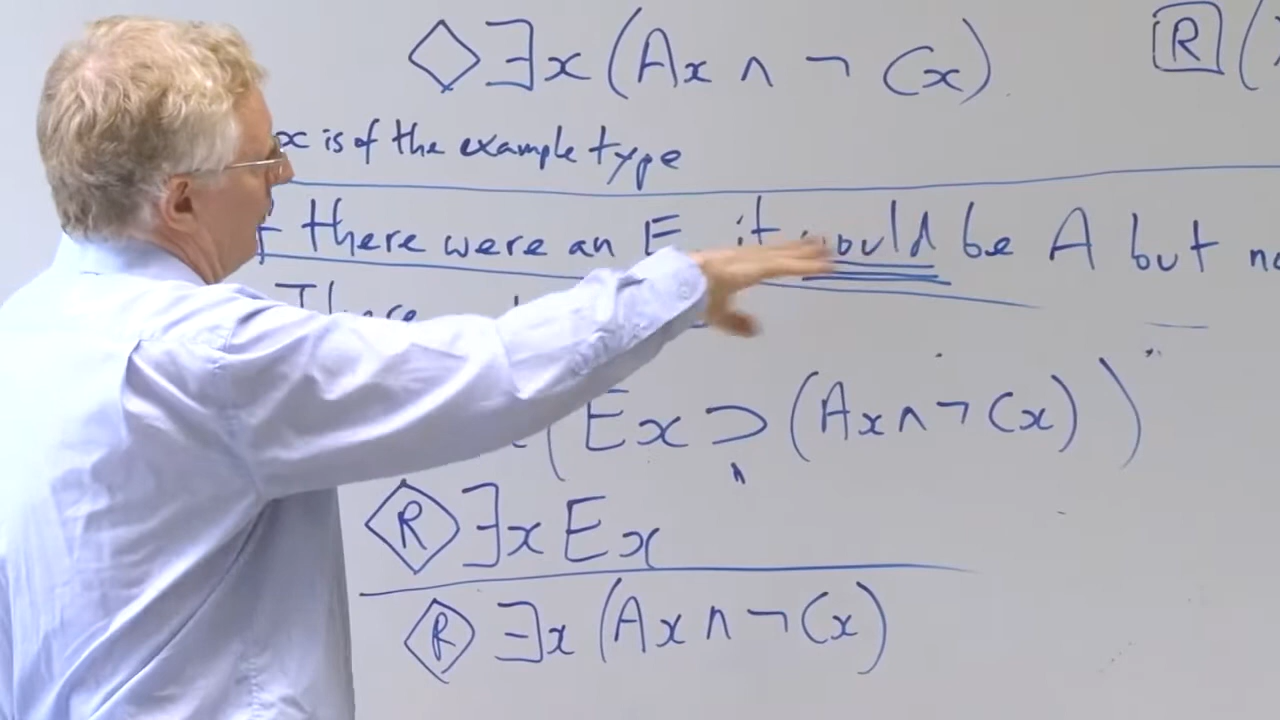 ◇∃x(Ax ∧ ¬Cx) R (
x is of the example type
there were an E, it would be A but
There
(Ex ⊃ (Ax ∧ ¬Cx))
R ∃x Ex
R ∃x (Ax ∧ ¬Cx)